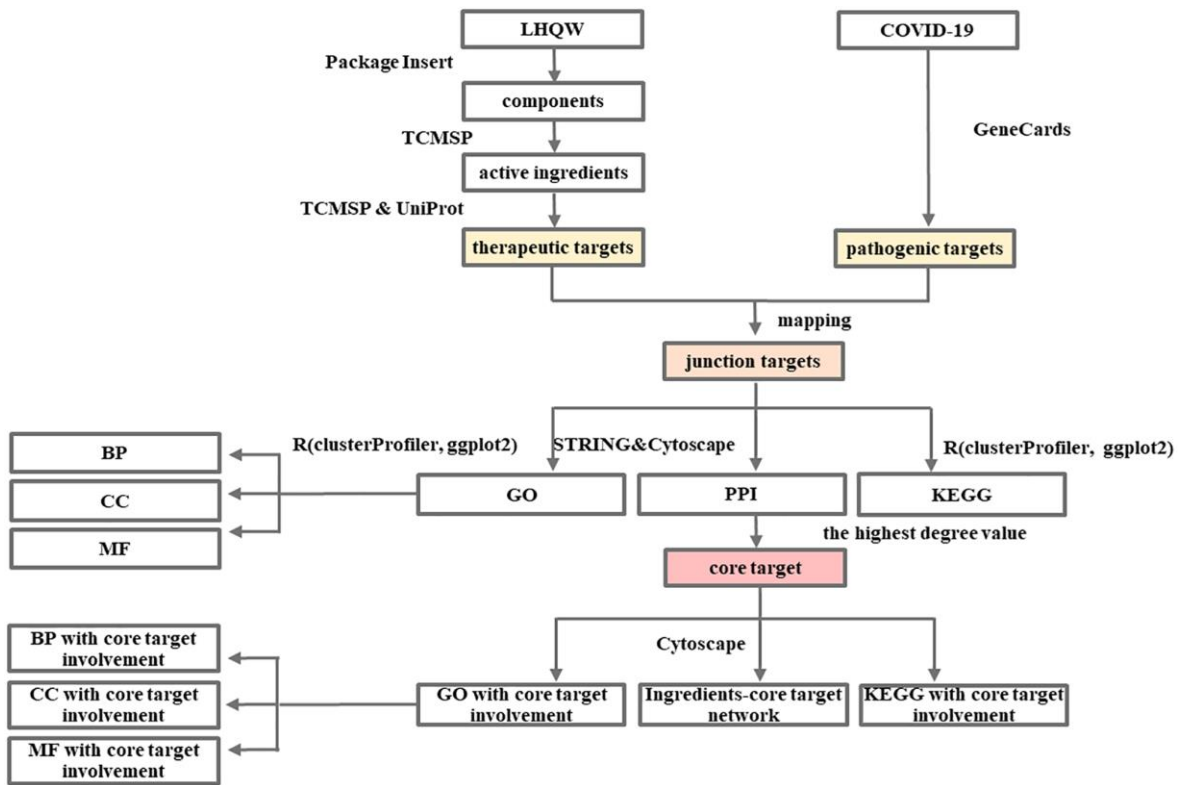 LHQW
COVID-19
Package Insert
components
GeneCards
TCMSP
active ingredients
TCMSP & UniProt
therapeutic targets
pathogenic targets
mapping
junction targets
R(clusterProfiler, ggplot2)
STRING&Cytoscape
R(clusterProfiler, ggplot2)
BP
CC
MF
GO
PPI
KEGG
the highest degree value
core target
Cytoscape
BP with core target
involvement
CC with core target
involvement
MF with core target
involvement
GO with core target
involvement
Ingredients-core target
network
KEGG with core target
involvement